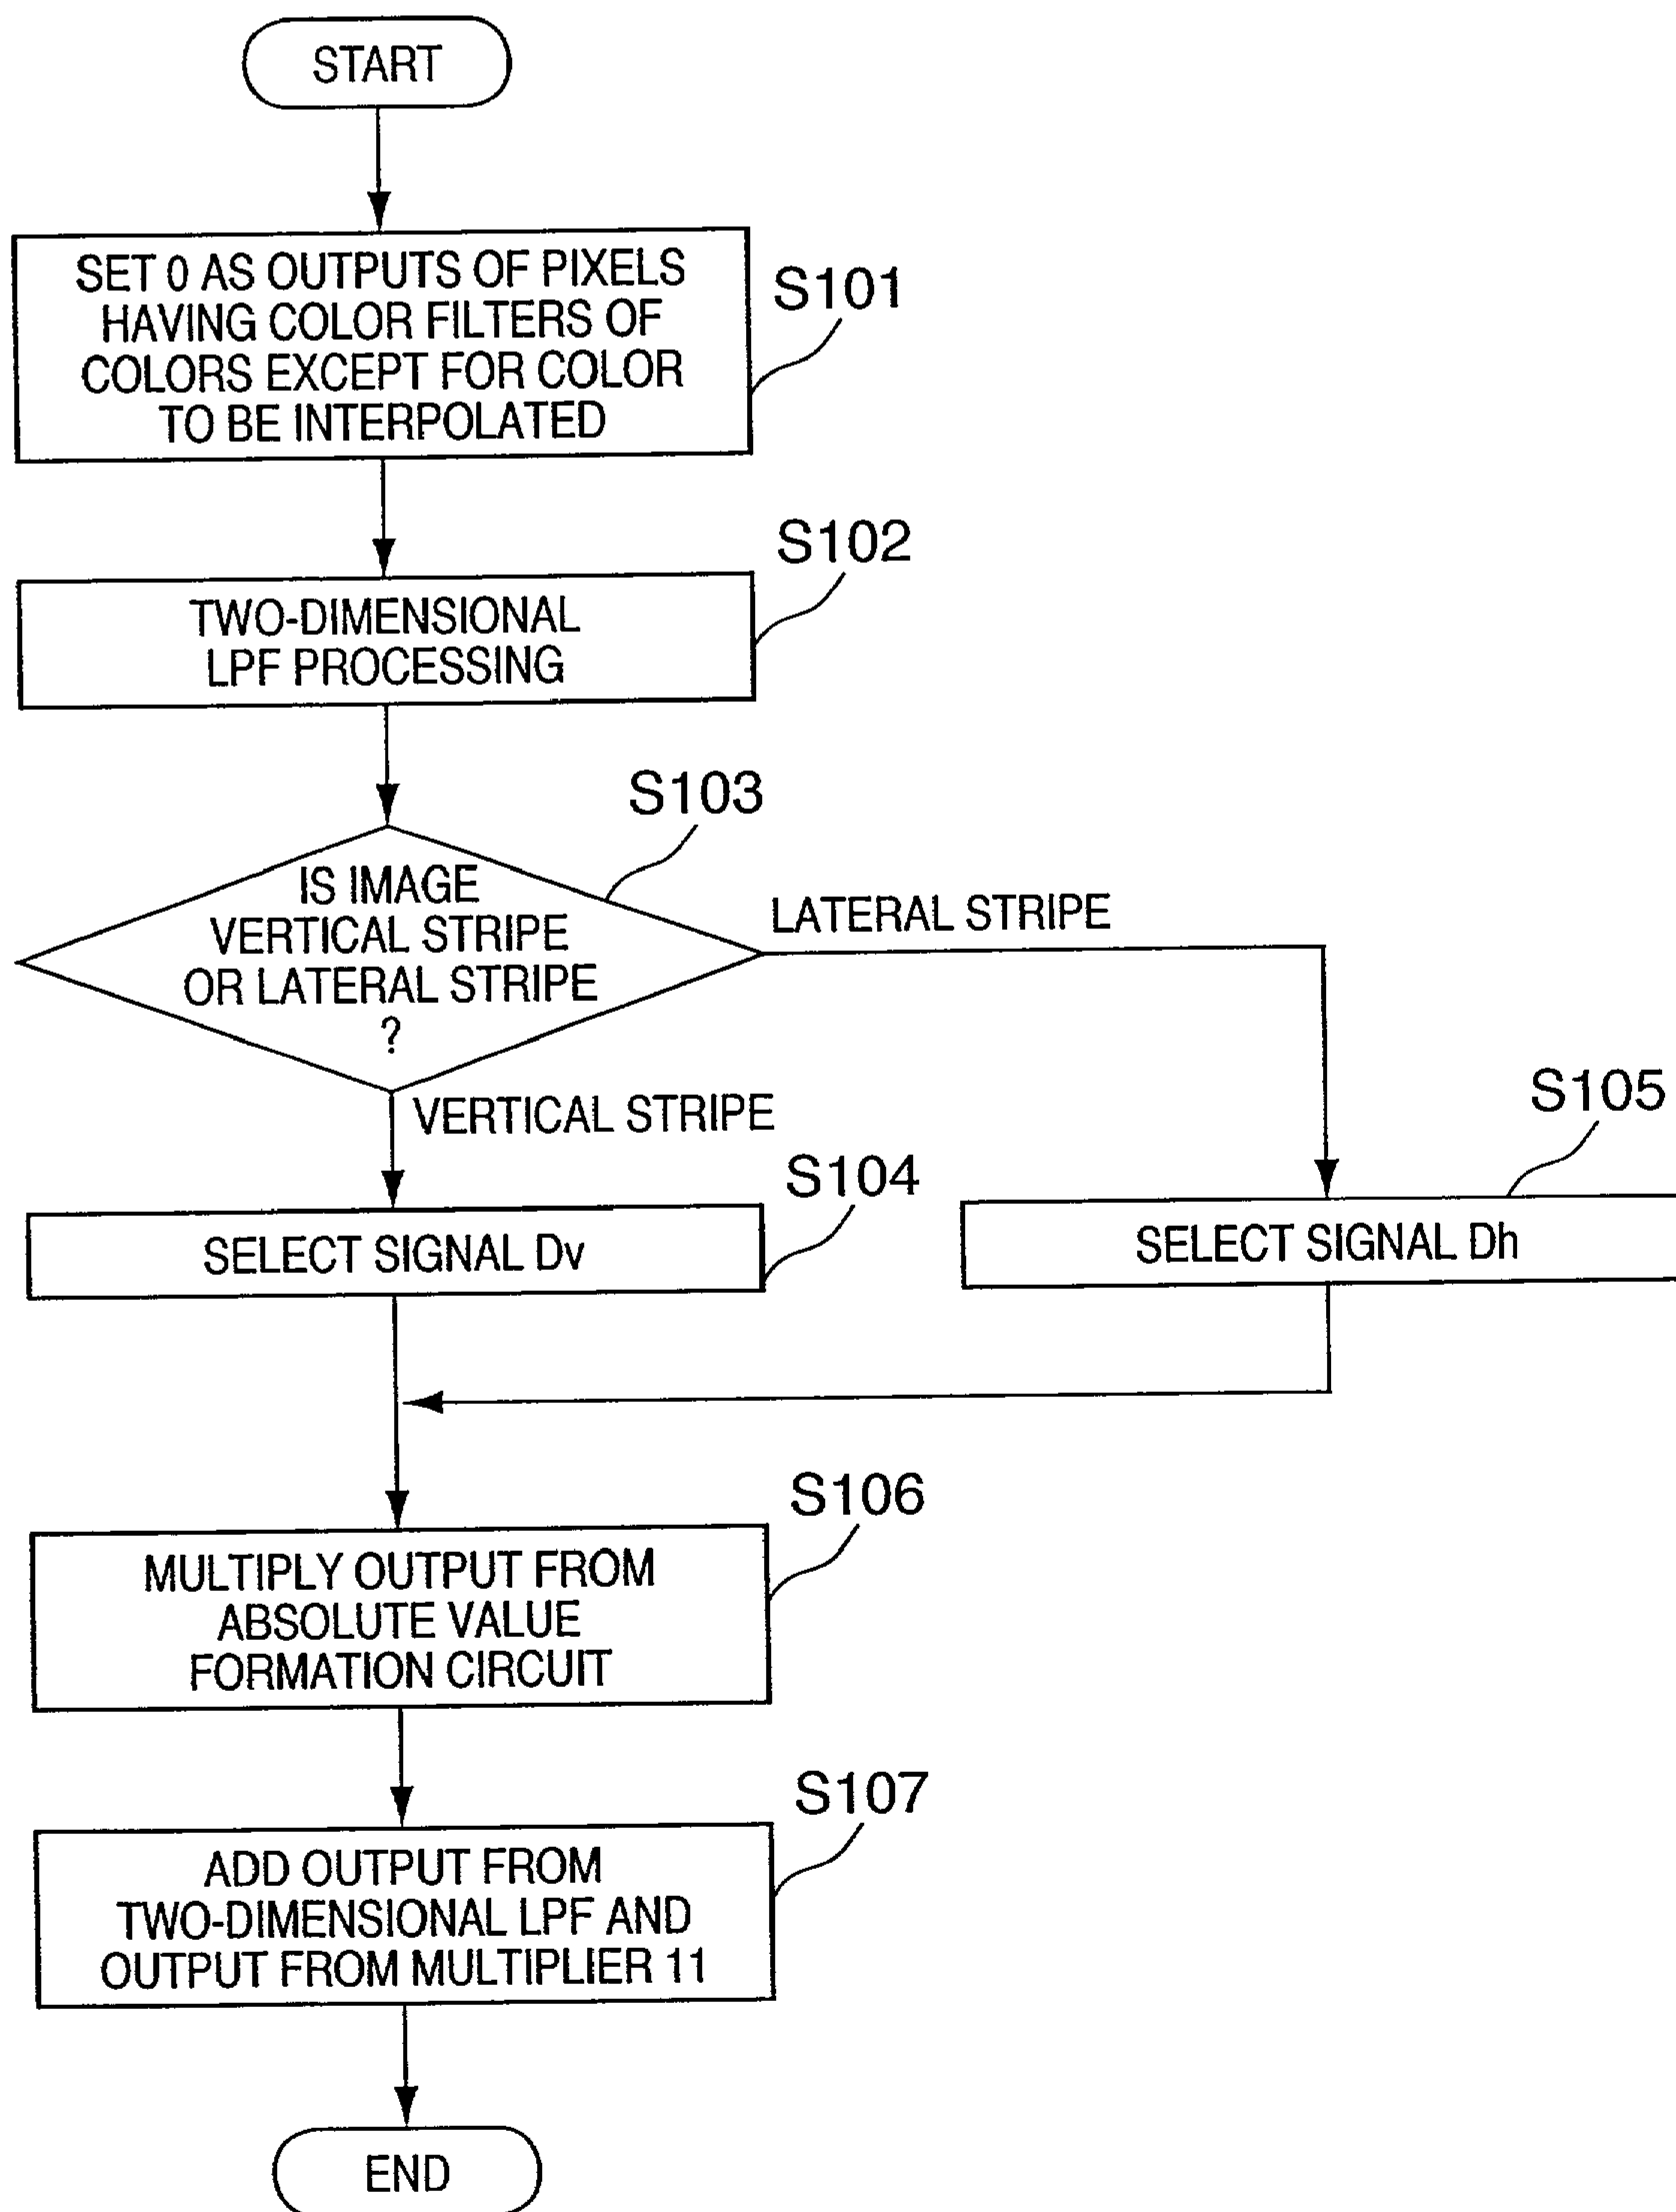 START
SET 0 AS OUTPUTS OF PIXELS
HAVING COLOR FILTERS OF
COLORS EXCEPT FOR COLOR
TO BE INTERPOLATED
S101
TWO-DIMENSIONAL
LPF PROCESSING
S102
IS IMAGE
VERTICAL STRIPE
OR LATERAL STRIPE
?
S103
LATERAL STRIPE
VERTICAL STRIPE
SELECT SIGNAL Dv
S104
SELECT SIGNAL Dh
S105
MULTIPLY OUTPUT FROM
ABSOLUTE VALUE
FORMATION CIRCUIT
S106
ADD OUTPUT FROM
TWO-DIMENSIONAL LPF AND
OUTPUT FROM MULTIPLIER 11
S107
END